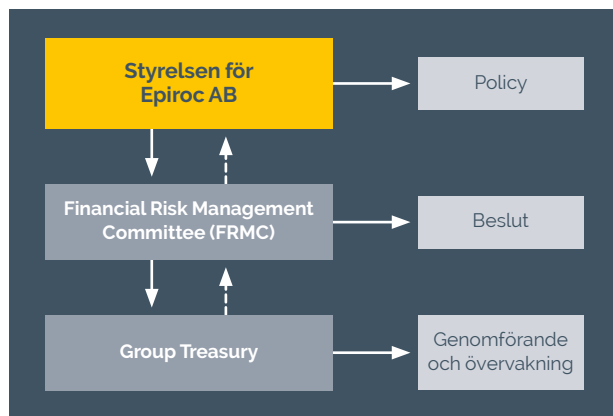 Styrelsen för
Epiroc AB
Policy
Financial Risk Management
Committee (FRMC)
Beslut
Group Treasury
Genomförande
och övervakning